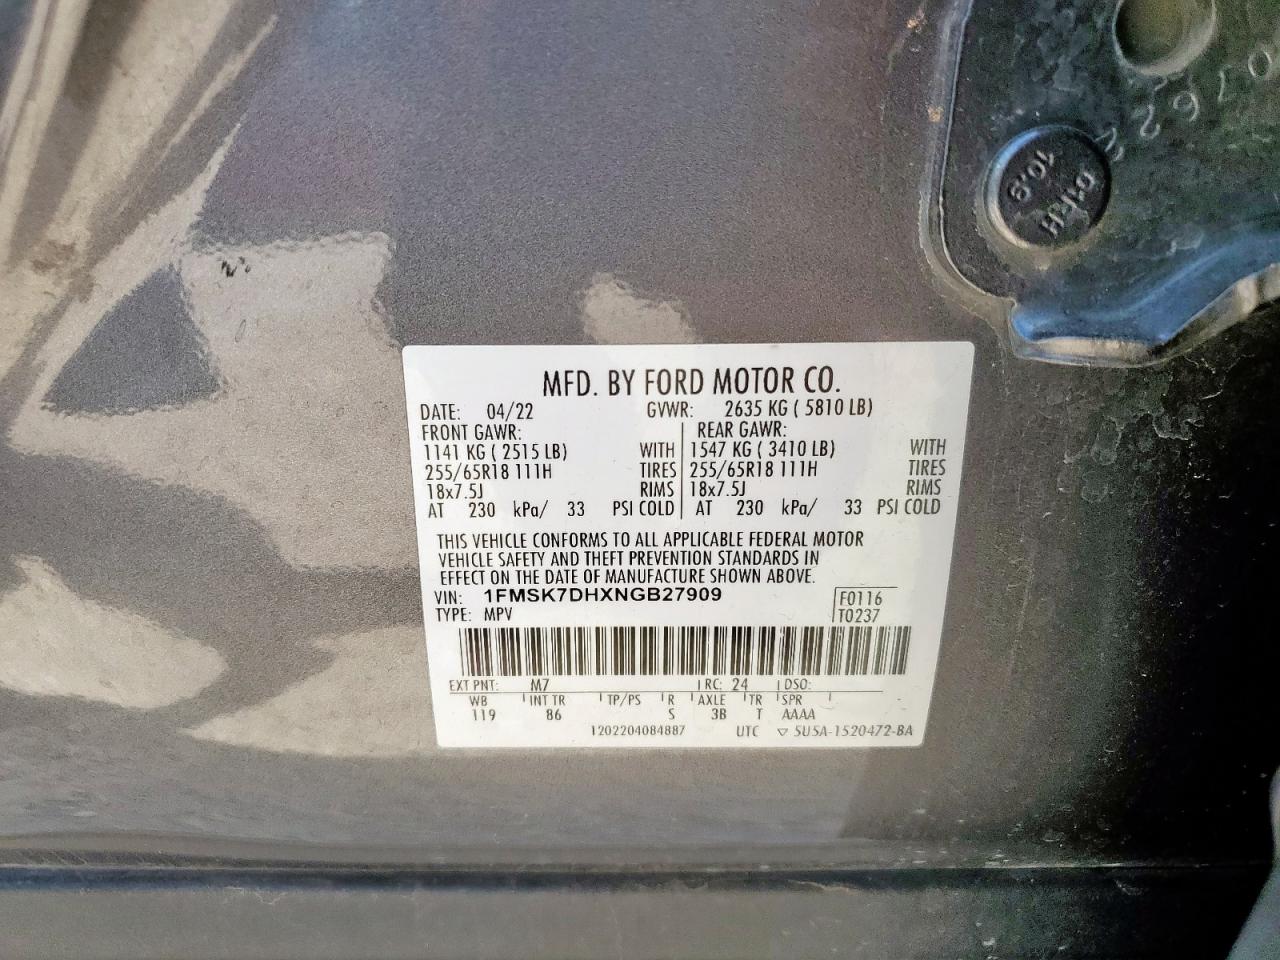 0762
10.9
DIRH
MFD. BY FORD MOTOR CO.
DATE: 04/22 GVWR: 2635 KG ( 5810 LB)
FRONT GAWR: REAR GAWR:
1141 KG ( 2515 LB) WITH 1547 KG ( 3410 LB) WITH
255/65R18 111H TIRES 255/65R18 111H TIRES
18x7.5J RIMS 18x7.5J RIMS
AT 230 kPa/ 33 PSI COLD AT 230 kPa/ 33 PSI COLD
THIS VEHICLE CONFORMS TO ALL APPLICABLE FEDERAL MOTOR
VEHICLE SAFETY AND THEFT PREVENTION STANDARDS IN
EFFECT ON THE DATE OF MANUFACTURE SHOWN ABOVE.
VIN: 1FMSK7DHXNGB27909 F0116
TYPE: MPV T0237
EXT PNT: M7 RC: 24 DSO:
WB INT TR TP/PS R AXLE TR SPR
119 86 S 3B T AAAA
1202204084887 UTC ▽ 5U5A-1520472-BA